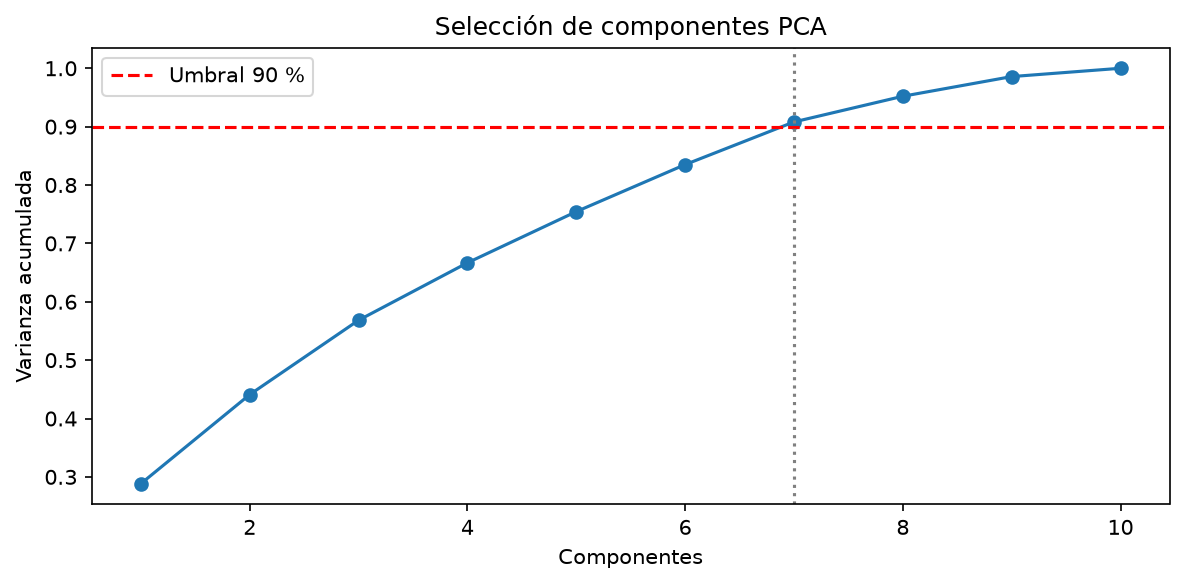 Selección de componentes PCA
Umbral 90 %
Varianza acumulada
1.0
0.9
0.8
0.7
0.6
0.5
0.4
0.3
2 4 6 8 10
Componentes